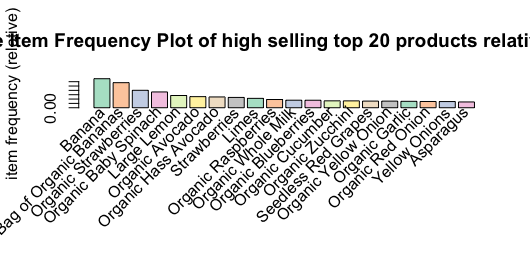 Item Frequency Plot of high selling top 20 products relati
item frequency (relative)
0.00
Banana
Bag of Organic Bananas
Organic Strawberries
Organic Baby Spinach
Large Lemon
Organic Avocado
Organic Hass Avocado
Strawberries
Limes
Organic Raspberries
Organic Whole Milk
Organic Blueberries
Organic Cucumber
Organic Zucchini
Seedless Red Grapes
Organic Yellow Onion
Organic Garlic
Organic Red Onion
Yellow Onions
Asparagus